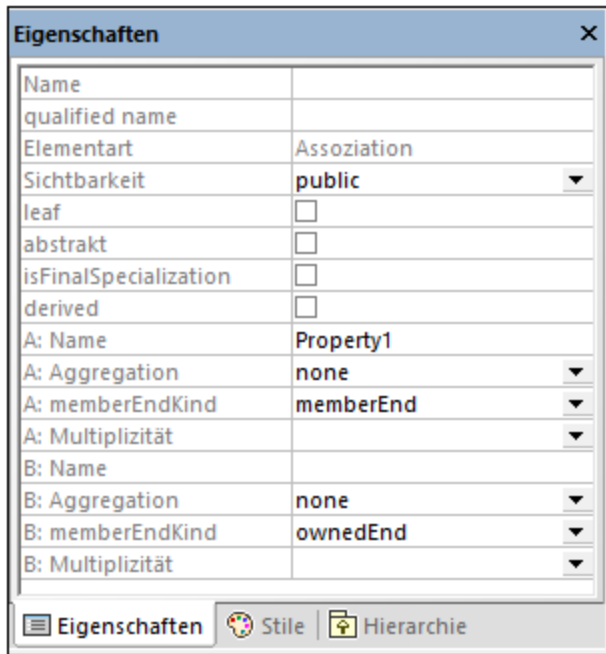 Eigenschaften
Name
qualified name
Elementart Assoziation
Sichtbarkeit public
leaf
abstrakt
isFinalSpecialization
derived
A: Name Property1
A: Aggregation none
A: memberEndKind memberEnd
A: Multiplizität
B: Name
B: Aggregation none
B: memberEndKind ownedEnd
B: Multiplizität
Eigenschaften Stile Hierarchie